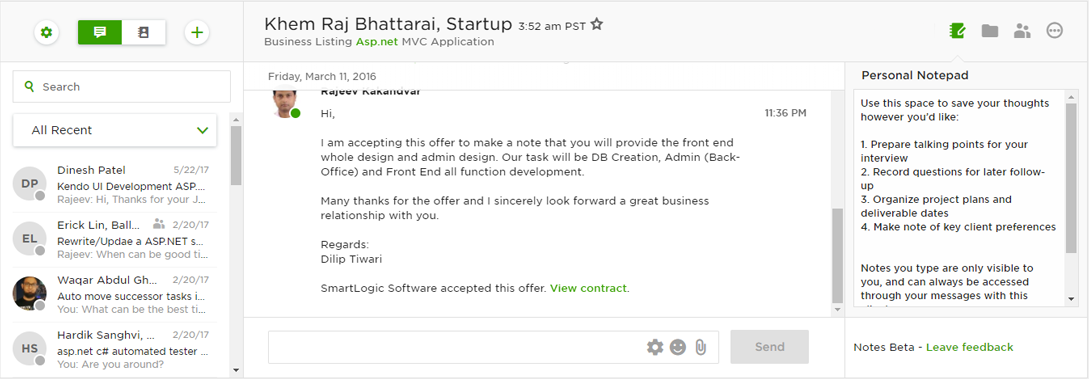 Khem Raj Bhattarai, Startup 3:52 am PST
Business Listing Asp.net MVC Application
Search
All Recent
DP
Dinesh Patel 5/22/17
Kendo UI Development ASP....
Rajeev: Hi, Thanks for your J...
EL
Erick Lin, Ball... 2/20/17
Rewrite/Updae a ASP.NET s...
Rajeev: When can be good ti...
Waqar Abdul Gh... 2/20/17
Auto move successor tasks i...
You: What can be the best ti...
HS
Hardik Sanghvi, ... 2/20/17
asp.net c# automated tester ...
You: Are you around?
Friday, March 11, 2016
Rajeev Kakandvar
Hi, 11:36 PM
I am accepting this offer to make a note that you will provide the front end
whole design and admin design. Our task will be DB Creation, Admin (Back-
Office) and Front End all function development.
Many thanks for the offer and I sincerely look forward a great business
relationship with you.
Regards:
Dilip Tiwari
SmartLogic Software accepted this offer. View contract.
Send
Personal Notepad
Use this space to save your thoughts
however you'd like:
1. Prepare talking points for your
interview
2. Record questions for later follow-
up
3. Organize project plans and
deliverable dates
4. Make note of key client preferences
Notes you type are only visible to
you, and can always be accessed
through your messages with this
Notes Beta - Leave feedback